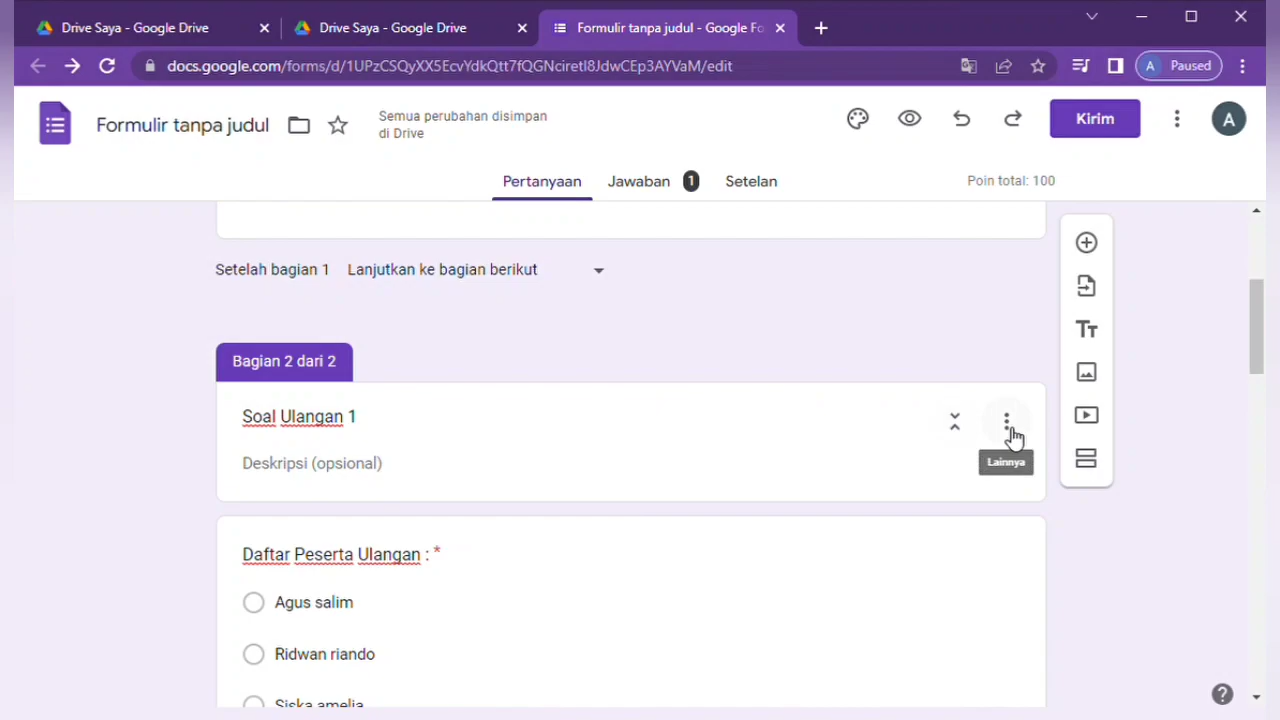 Drive Saya - Google Drive
Drive Saya - Google Drive
Formulir tanpa judul - Google Fo
docs.google.com/forms/d/1UPzCSQyXX5EcvYdkQtt7fQGNciretI8JdwCEp3AYVaM/edit
A Paused
Formulir tanpa judul
Semua perubahan disimpan
di Drive
Kirim
A
Pertanyaan
Jawaban 1
Setelan
Poin total: 100
Setelah bagian 1 Lanjutkan ke bagian berikut
Bagian 2 dari 2
Soal Ulangan 1
Deskripsi (opsional)
Lainnya
Tт
Daftar Peserta Ulangan : *
Agus salim
Ridwan riando
Siska amelia